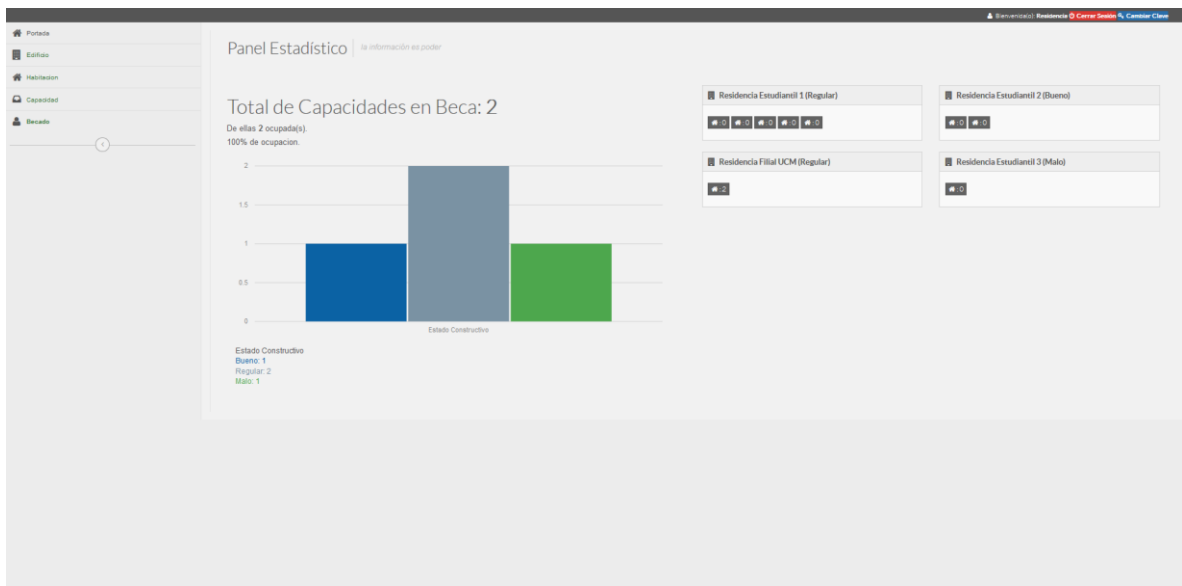 Bienvenica(o): Residencia Cerrar Sesión Cambiar Clave
Portada
Edificio
Habitacion
Capacidad
Becado
Panel Estadístico la información es poder
Total de Capacidades en Beca: 2
De ellas 2 ocupada(s).
100% de ocupacion.
2
1.5
1
0.5
0
Estado Constructivo
Estado Constructivo
Bueno: 1
Regular: 2
Malo: 1
Residencia Estudiantil 1 (Regular)
:0 :0 :0 :0 :0
Residencia Estudiantil 2 (Bueno)
:0 :0
Residencia Filial UCM (Regular)
:2
Residencia Estudiantil 3 (Malo)
:0